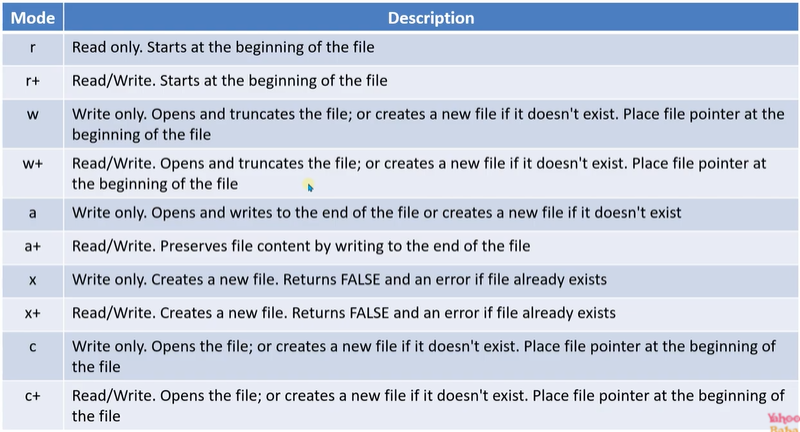 Mode Description
r Read only. Starts at the beginning of the file
r+ Read/Write. Starts at the beginning of the file
w Write only. Opens and truncates the file; or creates a new file if it doesn't exist. Place file pointer at the
beginning of the file
w+ Read/Write. Opens and truncates the file; or creates a new file if it doesn't exist. Place file pointer at
the beginning of the file
a Write only. Opens and writes to the end of the file or creates a new file if it doesn't exist
a+ Read/Write. Preserves file content by writing to the end of the file
x Write only. Creates a new file. Returns FALSE and an error if file already exists
x+ Read/Write. Creates a new file. Returns FALSE and an error if file already exists
c Write only. Opens the file; or creates a new file if it doesn't exist. Place file pointer at the beginning of
the file
c+ Read/Write. Opens the file; or creates a new file if it doesn't exist. Place file pointer at the beginning of
the file
Yahoo
Baba